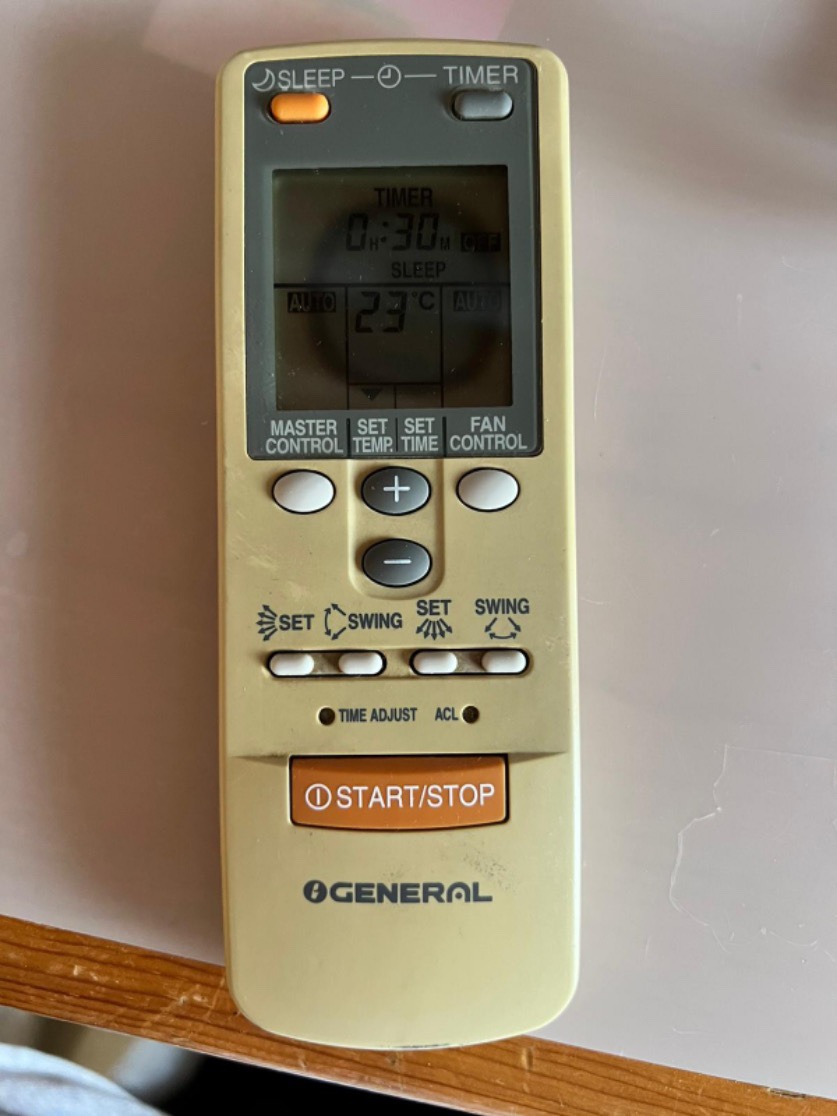 SLEEP TIMER
TIMER
0H:30M OFF
SLEEP
AUTO 23°C AUTO
MASTER CONTROL SET TEMP. SET TIME FAN CONTROL
+
−
SET SWING SET SWING
TIME ADJUST ACL
START/STOP
GENERAL